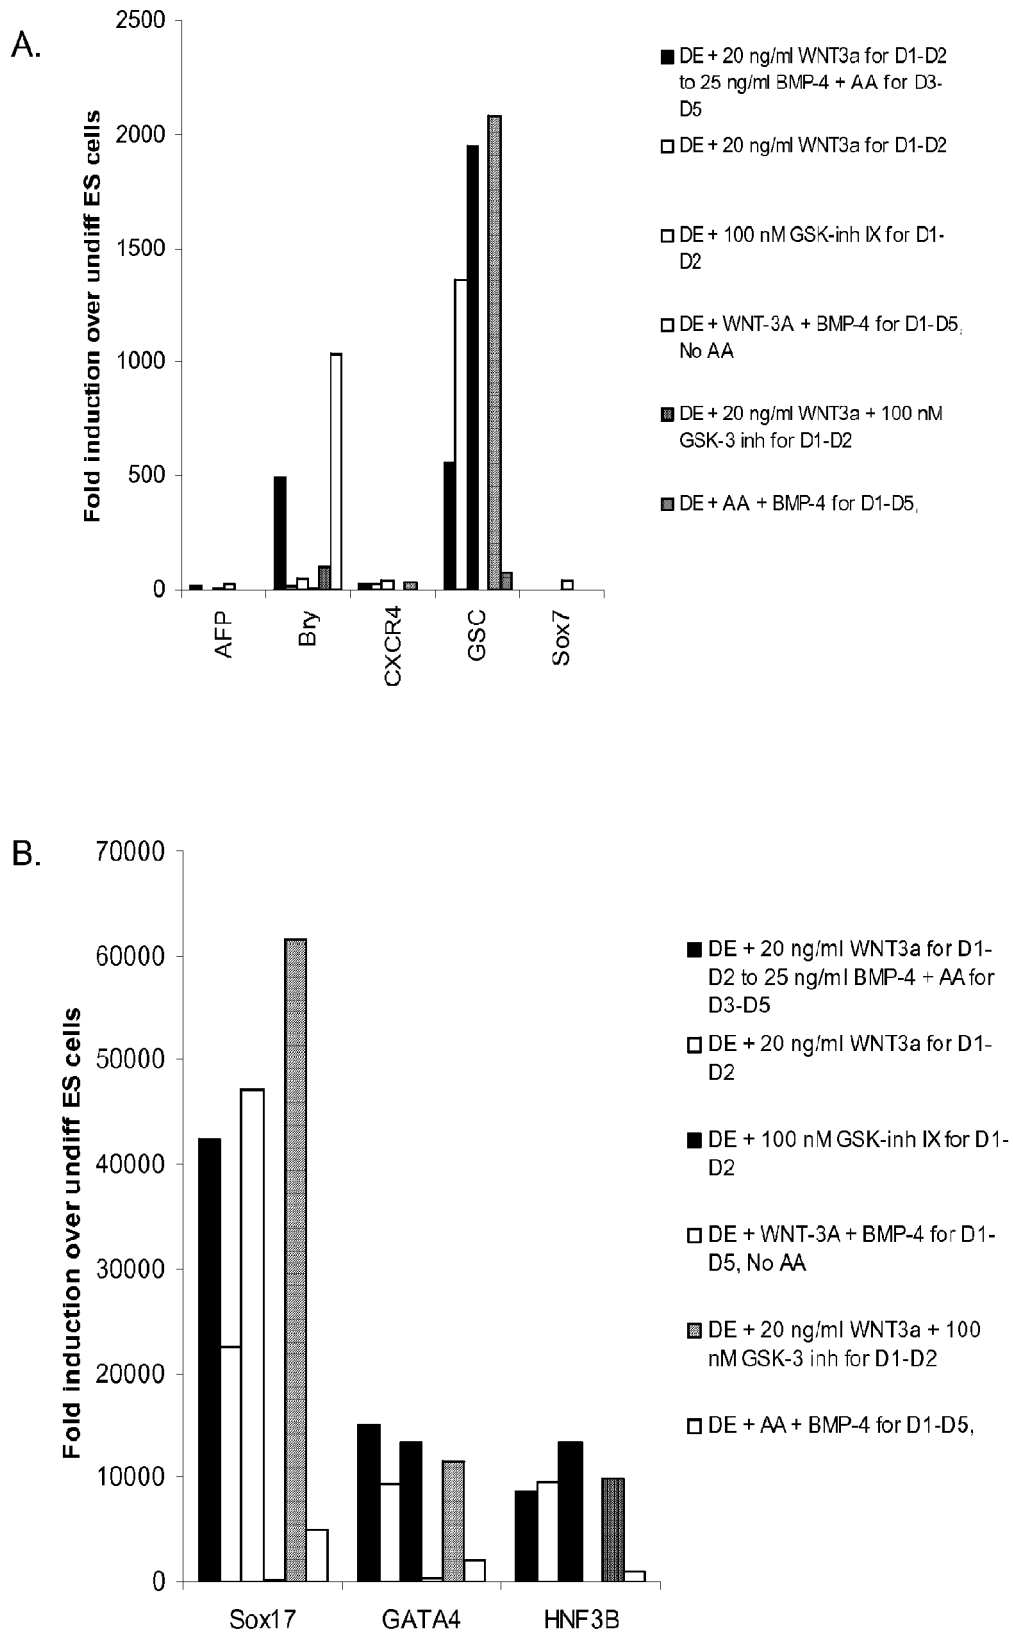 A.
Fold induction over undiff ES cells
2500
2000
1500
1000
500
0
AFP
Bry
CXCR4
GSC
Sox7
DE + 20 ng/ml WNT3a for D1-D2
to 25 ng/ml BMP-4 + AA for D3-
D5
DE + 20 ng/ml WNT3a for D1-D2
DE + 100 nM GSK-inh IX for D1-
D2
DE + WNT-3A + BMP-4 for D1-D5,
No AA
DE + 20 ng/ml WNT3a + 100 nM
GSK-3 inh for D1-D2
DE + AA + BMP-4 for D1-D5,
B.
Fold induction over undiff ES cells
70000
60000
50000
40000
30000
20000
10000
0
Sox17
GATA4
HNF3B
DE + 20 ng/ml WNT3a for D1-
D2 to 25 ng/ml BMP-4 + AA for
D3-D5
DE + 20 ng/ml WNT3a for D1-
D2
DE + 100 nM GSK-inh IX for D1-
D2
DE + WNT-3A + BMP-4 for D1-
D5, No AA
DE + 20 ng/ml WNT3a + 100
nM GSK-3 inh for D1-D2
DE + AA + BMP-4 for D1-D5,